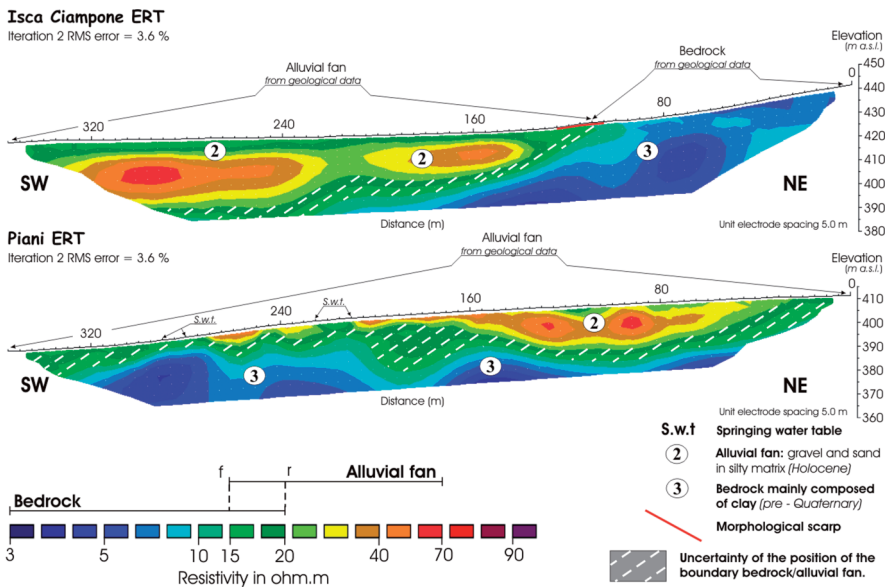 Isca Ciampone ERT
Iteration 2 RMS error = 3.6 %
Alluvial fan
from geological data
Bedrock
from geological data
Elevation
(m a.s.l.)
450
440
430
420
410
400
390
380
0
80
160
240
320
2
2
3
SW
NE
Distance (m)
Unit electrode spacing 5.0 m
Piani ERT
Iteration 2 RMS error = 3.6 %
Alluvial fan
from geological data
Elevation
(m a.s.l.)
410
400
390
380
370
360
0
80
160
240
320
S.w.t.
S.w.t.
2
3
3
SW
NE
Distance (m)
Unit electrode spacing 5.0 m
S.w.t Springing water table
2 Alluvial fan: gravel and sand
in silty matrix (Holocene)
3 Bedrock mainly composed
of clay (pre - Quaternary)
Morphological scarp
Uncertainty of the position of the
boundary bedrock/alluvial fan.
f r Alluvial fan
Bedrock
3 5 10 15 20 40 70 90
Resistivity in ohm.m